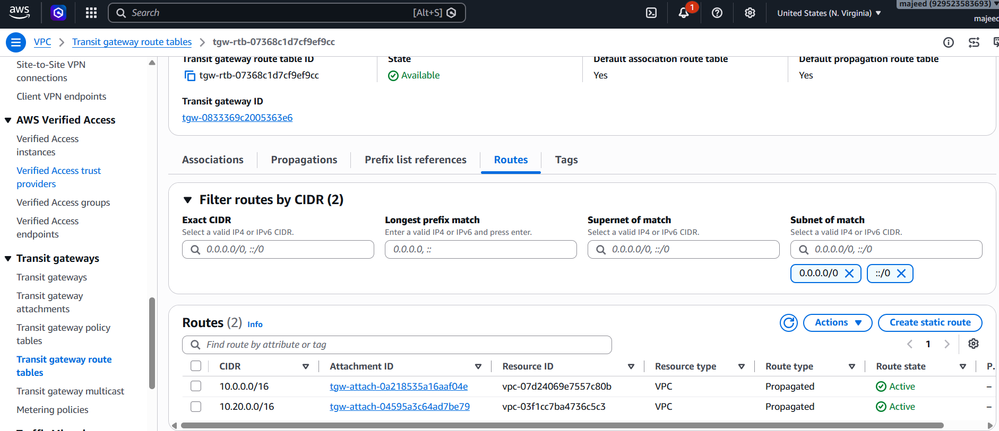 aws
Search
[Alt+S]
1
United States (N. Virginia)
majeed (929523583693)
majeed
VPC
Transit gateway route tables
tgw-rtb-07368c1d7cf9ef9cc
Site-to-Site VPN
connections
Client VPN endpoints
AWS Verified Access
Verified Access
instances
Verified Access trust
providers
Verified Access groups
Verified Access
endpoints
Transit gateways
Transit gateways
Transit gateway
attachments
Transit gateway policy
tables
Transit gateway route
tables
Transit gateway multicast
Metering policies
Transit gateway route table ID
tgw-rtb-07368c1d7cf9ef9cc
State
Available
Default association route table
Yes
Default propagation route table
Yes
Transit gateway ID
tgw-0833369c2005363e6
Associations
Propagations
Prefix list references
Routes
Tags
Filter routes by CIDR (2)
Exact CIDR
Select a valid IP4 or IPv6 CIDR.
0.0.0.0/0, ::/0
Longest prefix match
Enter a valid IP4 or IPv6 and press enter.
0.0.0.0, ::
Supernet of match
Select a valid IP4 or IPv6 CIDR.
0.0.0.0/0, ::/0
Subnet of match
Select a valid IP4 or IPv6 CIDR.
0.0.0.0/0, ::/0
0.0.0.0/0
::/0
Routes (2) Info
Actions
Create static route
Find route by attribute or tag
1
CIDR Attachment ID Resource ID Resource type Route type Route state P.
10.0.0.0/16 tgw-attach-0a218535a16aaf04e vpc-07d24069e7557c80b VPC Propagated Active –
10.20.0.0/16 tgw-attach-04595a3c64ad7be79 vpc-03f1cc7ba4736c5c3 VPC Propagated Active –